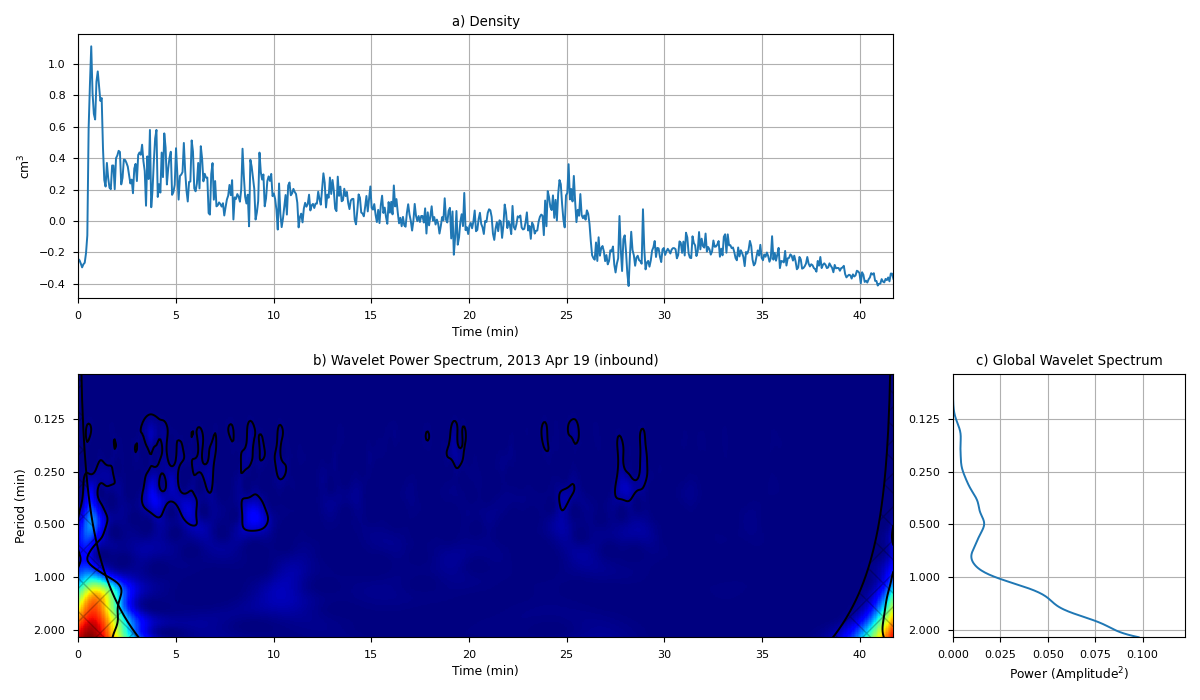 a) Density
1.0
0.8
0.6
0.4
0.2
0.0
−0.2
−0.4
cm³
0 5 10 15 20 25 30 35 40
Time (min)
b) Wavelet Power Spectrum, 2013 Apr 19 (inbound)
0.125
0.250
0.500
1.000
2.000
Period (min)
0 5 10 15 20 25 30 35 40
Time (min)
c) Global Wavelet Spectrum
0.125
0.250
0.500
1.000
2.000
0.000 0.025 0.050 0.075 0.100
Power (Amplitude²)